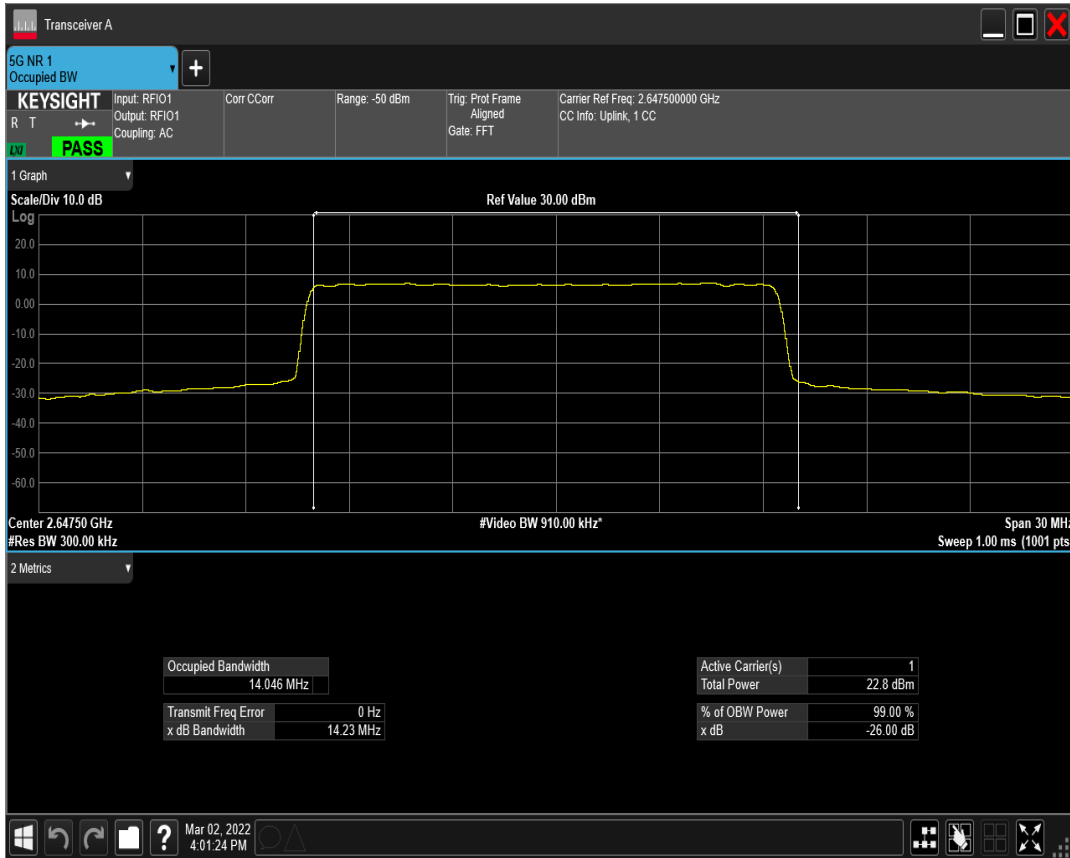 Transceiver A
5G NR 1
Occupied BW
KEYSIGHT
Input: RFIO1
Output: RFIO1
Coupling: AC
Corr CCorr
Range: -50 dBm
Trig: Prot Frame
Aligned
Gate: FFT
Carrier Ref Freq: 2.647500000 GHz
CC Info: Uplink, 1 CC
R T
LXI
PASS
1 Graph
Scale/Div 10.0 dB
Ref Value 30.00 dBm
Log
20.0
10.0
0.00
-10.0
-20.0
-30.0
-40.0
-50.0
-60.0
Center 2.64750 GHz
#Video BW 910.00 kHz*
Span 30 MHz
#Res BW 300.00 kHz
Sweep 1.00 ms (1001 pts
2 Metrics
Occupied Bandwidth
14.046 MHz
Transmit Freq Error 0 Hz
x dB Bandwidth 14.23 MHz
Active Carrier(s) 1
Total Power 22.8 dBm
% of OBW Power 99.00 %
x dB -26.00 dB
?
Mar 02, 2022
4:01:24 PM